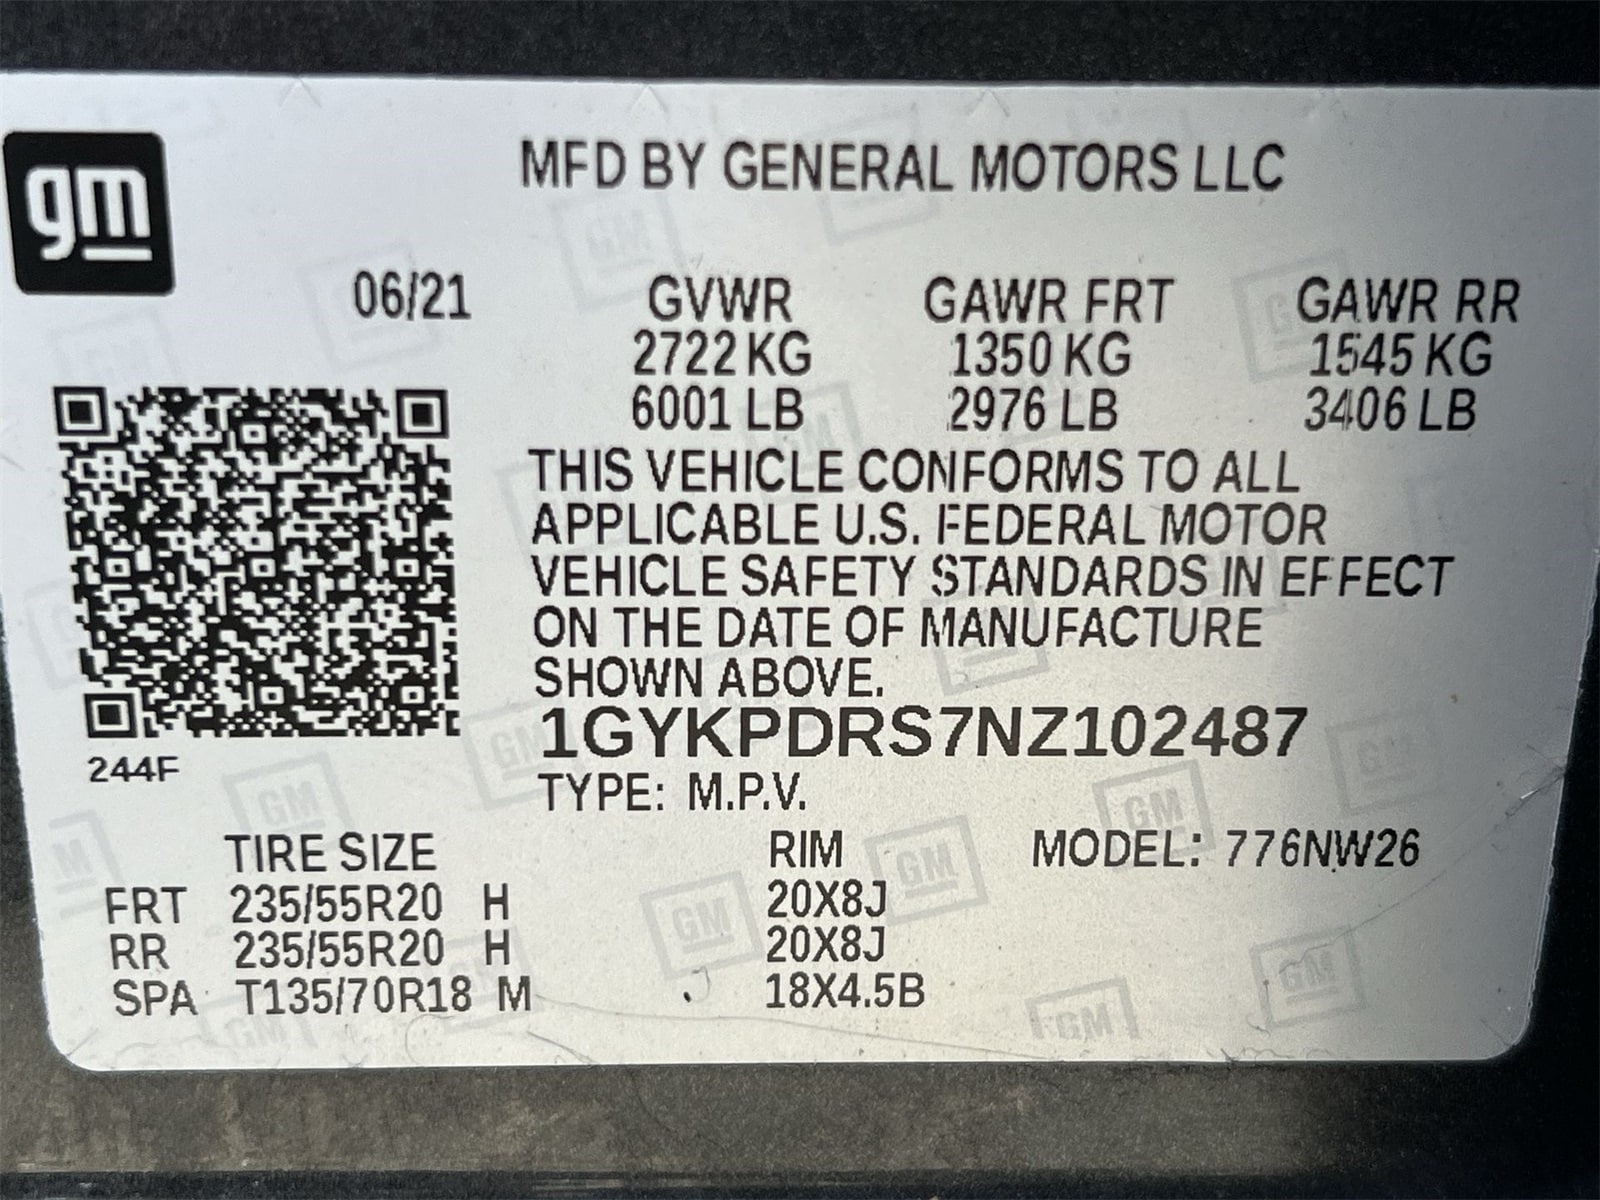 gm
MFD BY GENERAL MOTORS LLC
06/21 GVWR GAWR FRT GAWR RR
2722 KG 1350 KG 1545 KG
6001 LB 2976 LB 3406 LB
THIS VEHICLE CONFORMS TO ALL
APPLICABLE U.S. FEDERAL MOTOR
VEHICLE SAFETY STANDARDS IN EFFECT
ON THE DATE OF MANUFACTURE
SHOWN ABOVE.
1GYKPDRS7NZ102487
TYPE: M.P.V.
244F
TIRE SIZE RIM MODEL: 776NW26
FRT 235/55R20 H 20X8J
RR 235/55R20 H 20X8J
SPA T135/70R18 M 18X4.5B